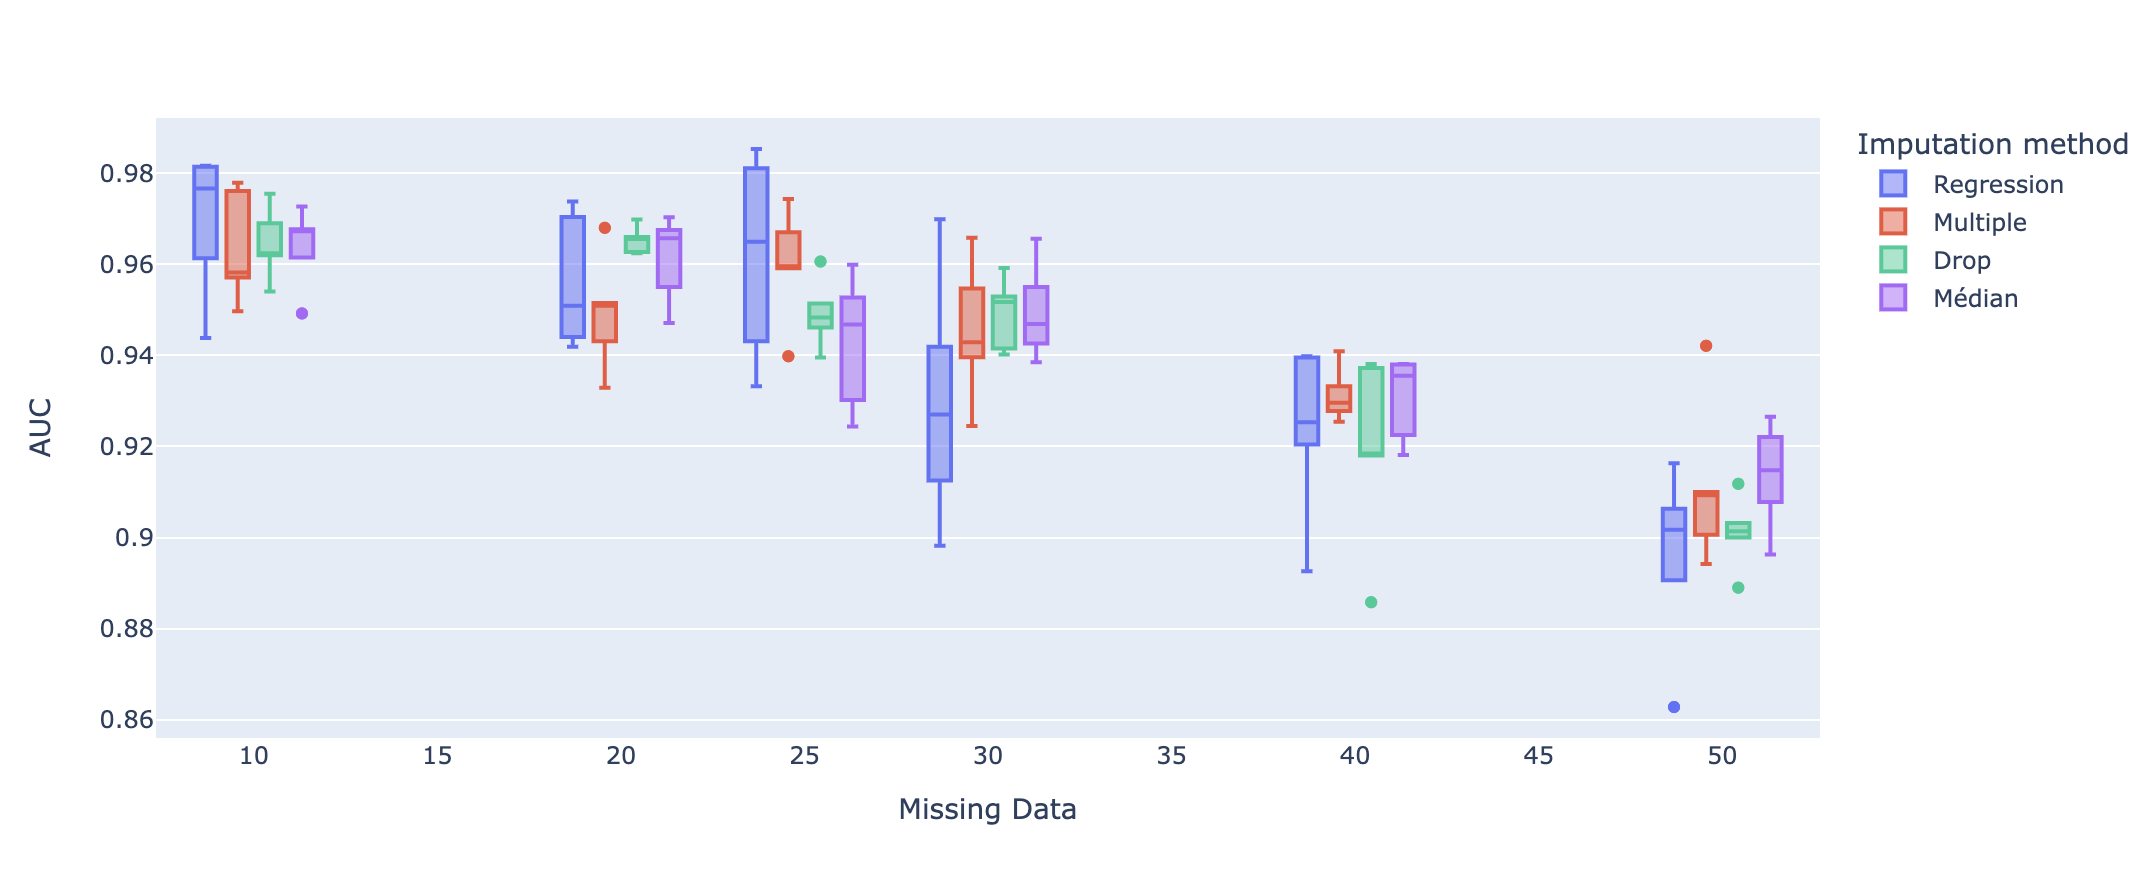 Imputation method
Regression
Multiple
Drop
Médian
0.98
0.96
0.94
0.92
0.9
0.88
0.86
AUC
10 15 20 25 30 35 40 45 50
Missing Data